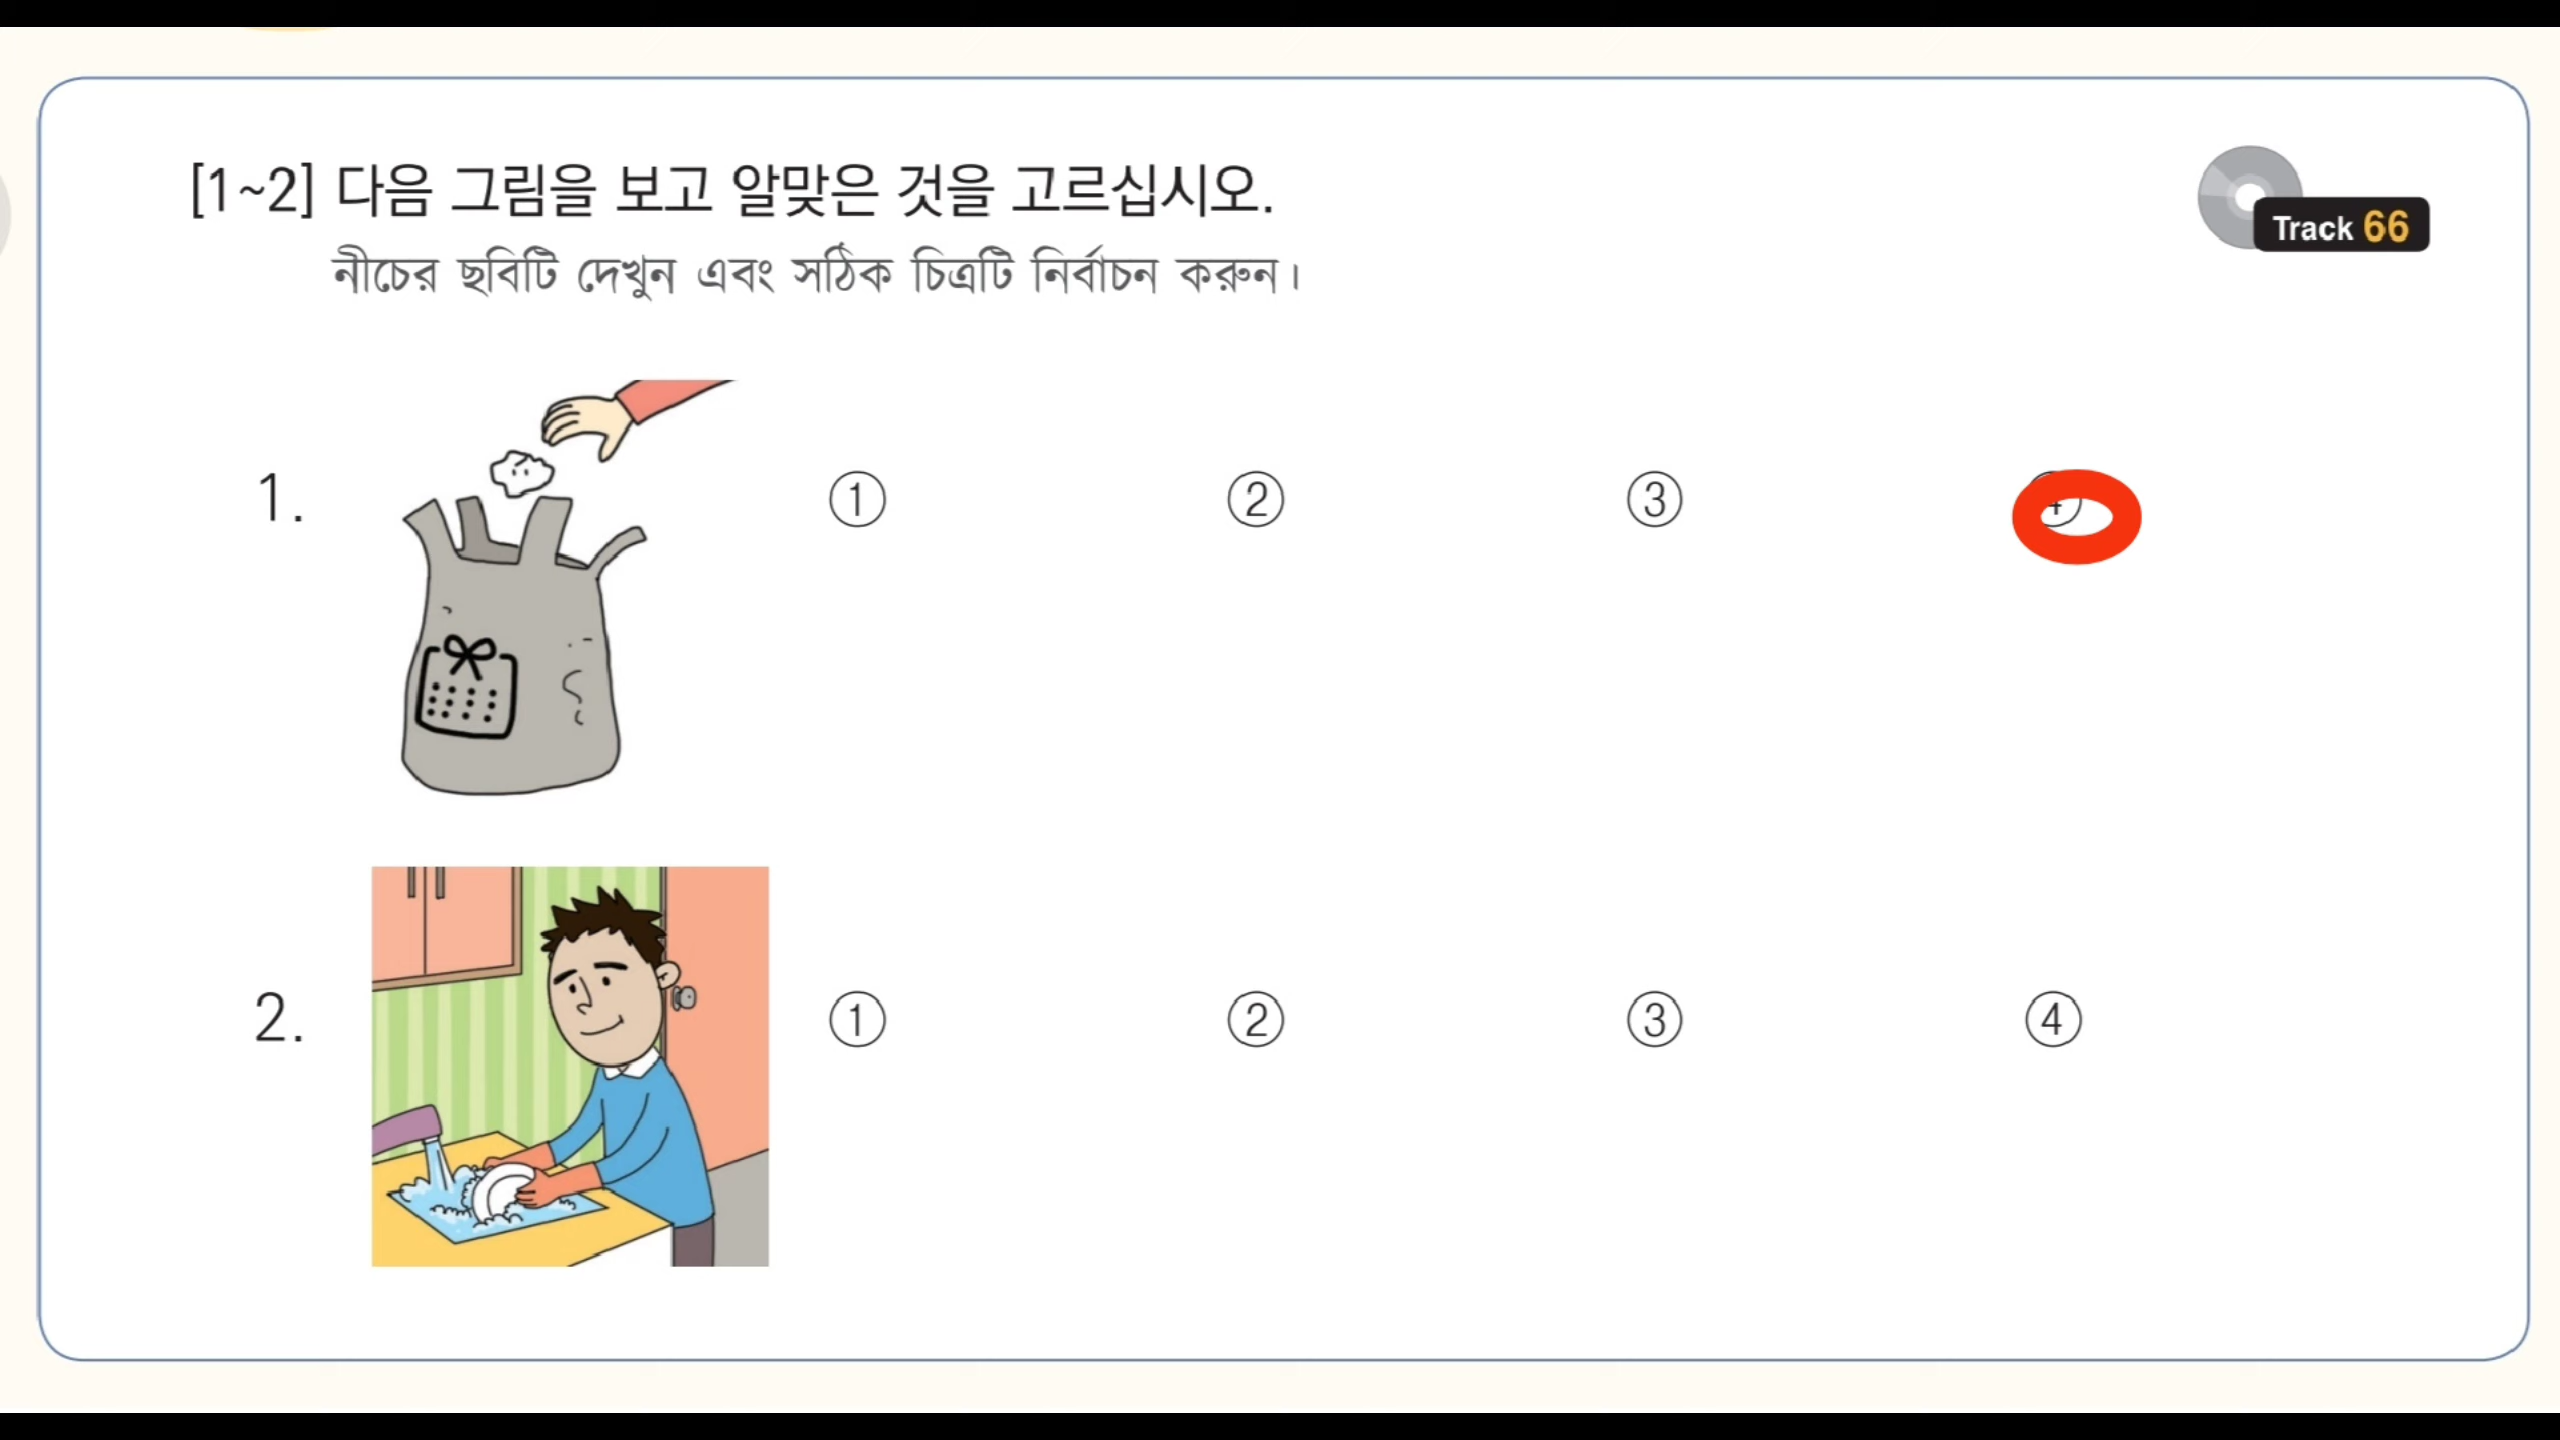 [1~2] 다음 그림을 보고 알맞은 것을 고르십시오.
নীচের ছবিটি দেখুন এবং সঠিক চিত্রটি নির্বাচন করুন।
Track 66
1. ① ② ③ ④
2. ① ② ③ ④